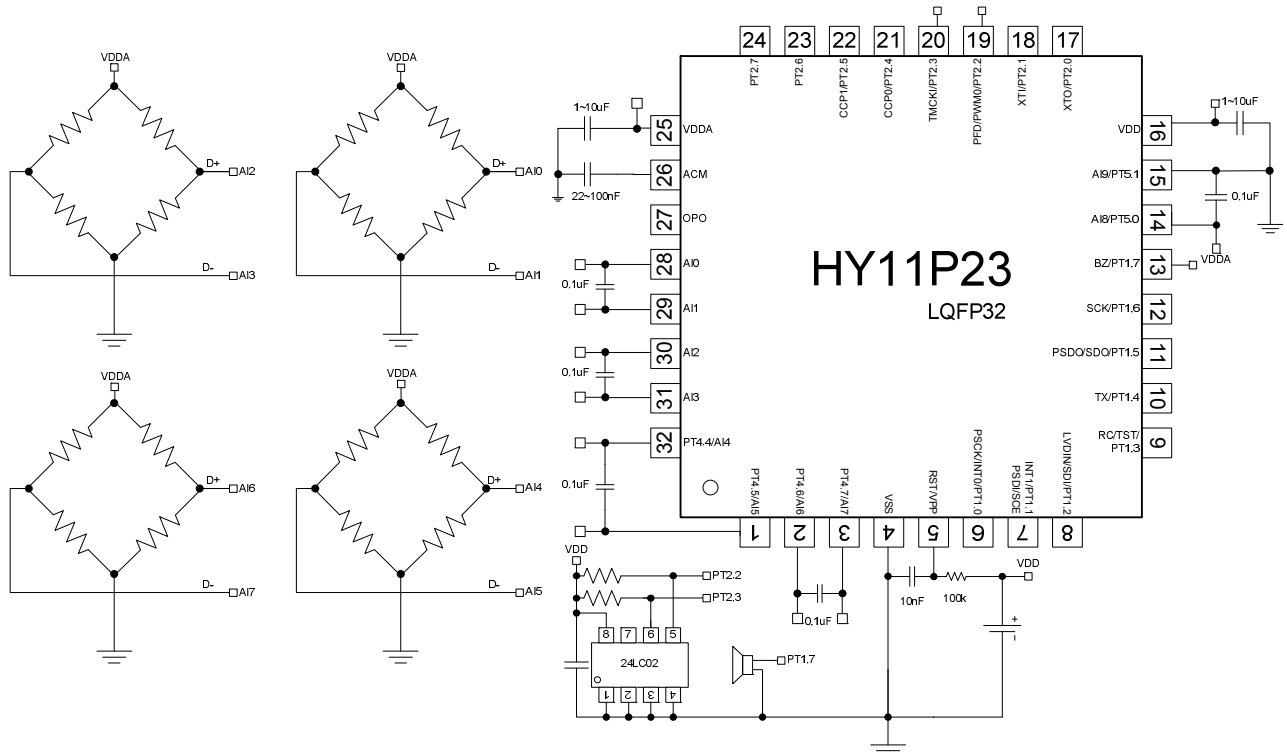 VDDA
D+
AI2
D-
AI3
VDDA
D+
AI0
D-
AI1
VDDA
D+
AI6
D-
AI7
VDDA
D+
AI4
D-
AI5
24
23
22
21
20
19
18
17
PT2.7
PT2.6
CCP1/PT2.5
CCP0/PT2.4
TMCKI/PT2.3
PFD/PWM0/PT2.2
XTI/PT2.1
XTO/PT2.0
1~10uF
25
VDDA
22~100nF
26
ACM
27
OPO
28
AI0
0.1uF
29
AI1
30
AI2
0.1uF
31
AI3
32
PT4.4/AI4
0.1uF
HY11P23
LQFP32
VDD
16
1~10uF
AI9/PT5.1
15
0.1uF
AI8/PT5.0
14
VDDA
BZ/PT1.7
13
SCK/PT1.6
12
PSDO/SDO/PT1.5
11
TX/PT1.4
10
RC/TST/
PT1.3
9
PT4.5/AI5
PT4.6/AI6
PT4.7/AI7
VSS
RST/VPP
PSCK/INT0/PT1.0
INT1/PT1.1
PSDI/SCE
LVDIN/SDI/PT1.2
1
2
3
4
5
6
7
8
VDD
PT2.2
PT2.3
8
7
6
5
24LC02
1
2
3
4
0.1uF
PT1.7
10nF
100k
VDD
+
-